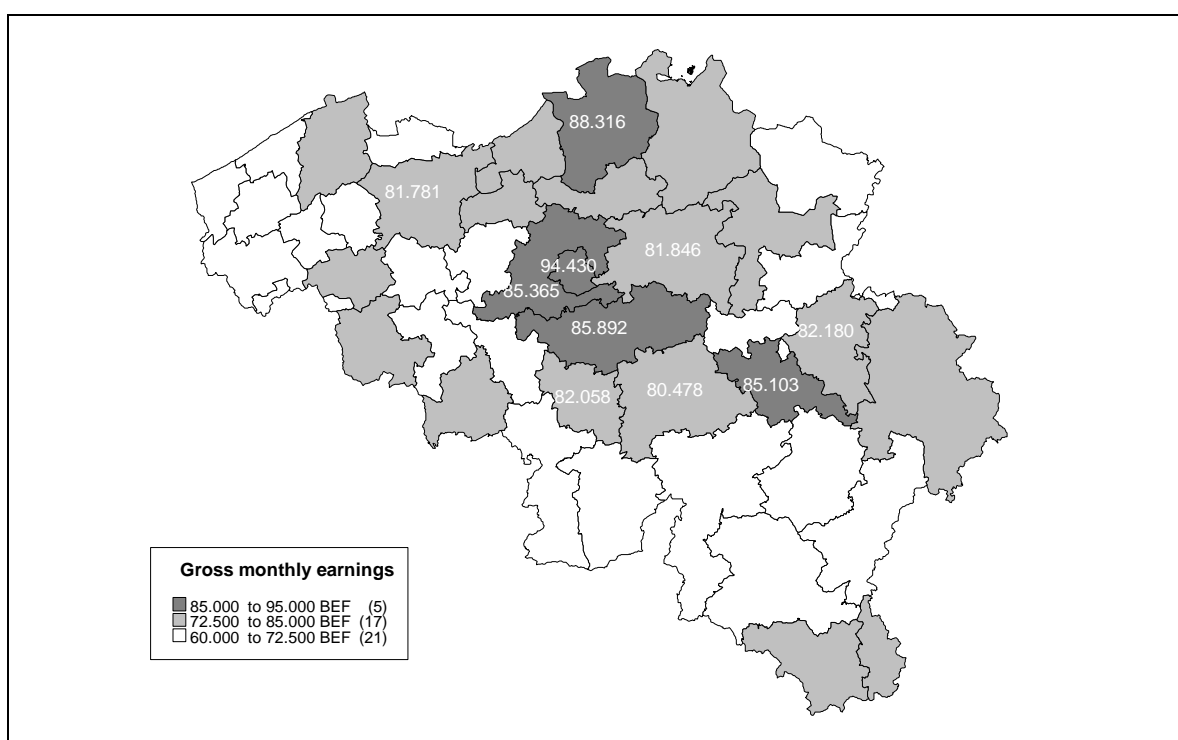 88.316
81.781
81.846
94.430
85.365
85.892
82.180
85.103
82.058
80.478
Gross monthly earnings
85.000 to 95.000 BEF (5)
72.500 to 85.000 BEF (17)
60.000 to 72.500 BEF (21)